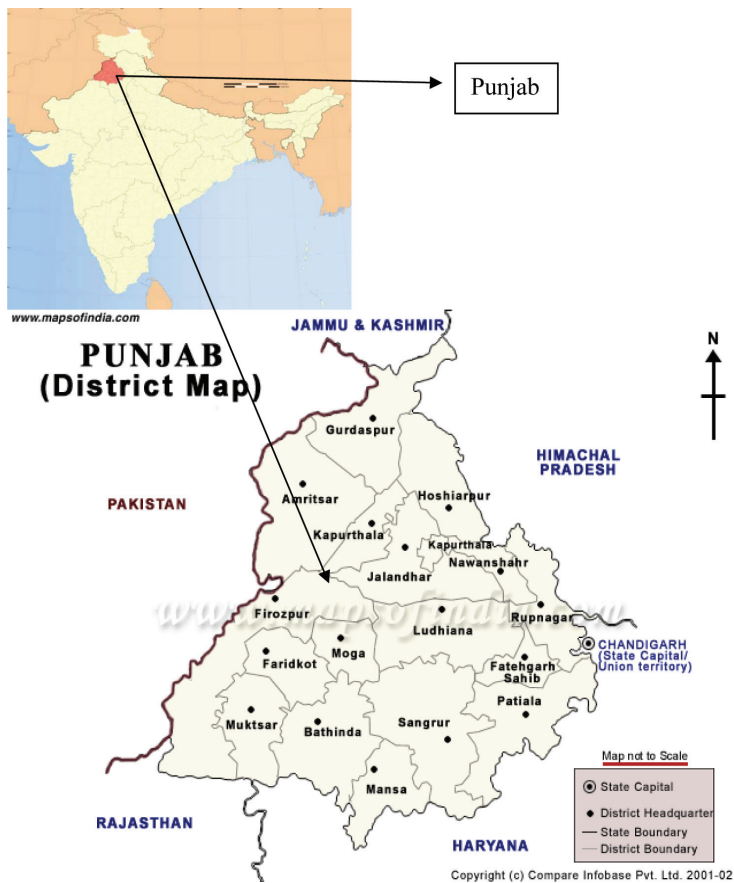 Punjab
www.mapsofindia.com
JAMMU & KASHMIR
PUNJAB
(District Map)
N
Gurdaspur
HIMACHAL
PRADESH
PAKISTAN
Amritsar
Hoshiarpur
Kapurthala
Kapurthala
Nawanshahr
Jalandhar
www.mapsofindia.com
Firozpur
Rupnagar
Ludhiana
CHANDIGARH
(State Capital/
Union territory)
Moga
Faridkot
Fatehgarh
Sahib
Patiala
Muktsar
Bathinda
Sangrur
Mansa
Map not to Scale
State Capital
District Headquarter
State Boundary
District Boundary
RAJASTHAN
HARYANA
Copyright (c) Compare Infobase Pvt. Ltd. 2001-02